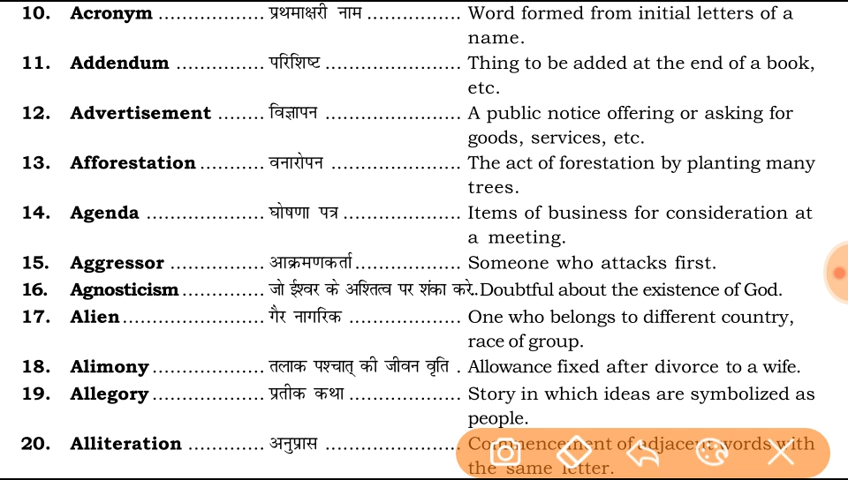 10. Acronym .................. प्रथमाक्षरी नाम ................ Word formed from initial letters of a
name.
11. Addendum ............... परिशिष्ट ....................... Thing to be added at the end of a book,
etc.
12. Advertisement ........ विज्ञापन ....................... A public notice offering or asking for
goods, services, etc.
13. Afforestation ........... वनारोपन ...................... The act of forestation by planting many
trees.
14. Agenda .................... घोषणा पत्र .................... Items of business for consideration at
a meeting.
15. Aggressor ................ आक्रमणकर्ता .................. Someone who attacks first.
16. Agnosticism .............. जो ईश्वर के अश्तित्व पर शंका करे.. Doubtful about the existence of God.
17. Alien ........................ गैर नागरिक ................... One who belongs to different country,
race of group.
18. Alimony ................... तलाक पश्चात् की जीवन वृति . Allowance fixed after divorce to a wife.
19. Allegory ................... प्रतीक कथा ................... Story in which ideas are symbolized as
people.
20. Alliteration ............. अनुप्रास ....................... Commencement of adjacent words with
the same letter.